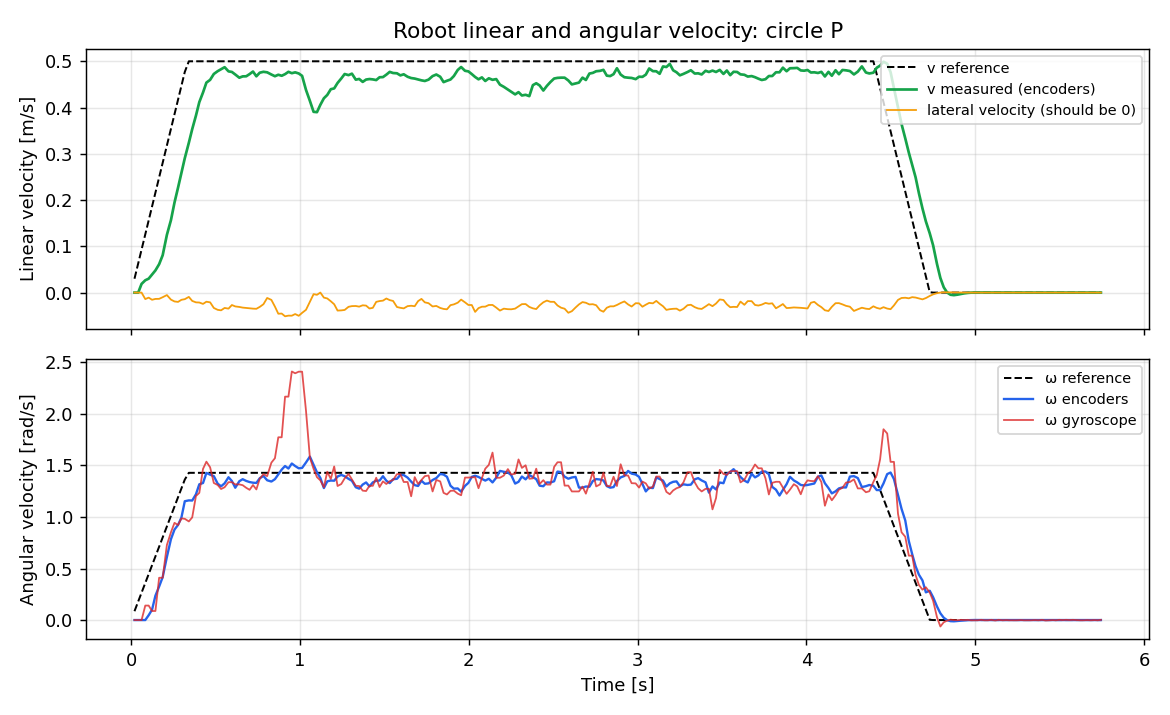 Robot linear and angular velocity: circle P
Linear velocity [m/s]
0.5
0.4
0.3
0.2
0.1
0.0
v reference
v measured (encoders)
lateral velocity (should be 0)
Angular velocity [rad/s]
2.5
2.0
1.5
1.0
0.5
0.0
ω reference
ω encoders
ω gyroscope
0 1 2 3 4 5 6
Time [s]